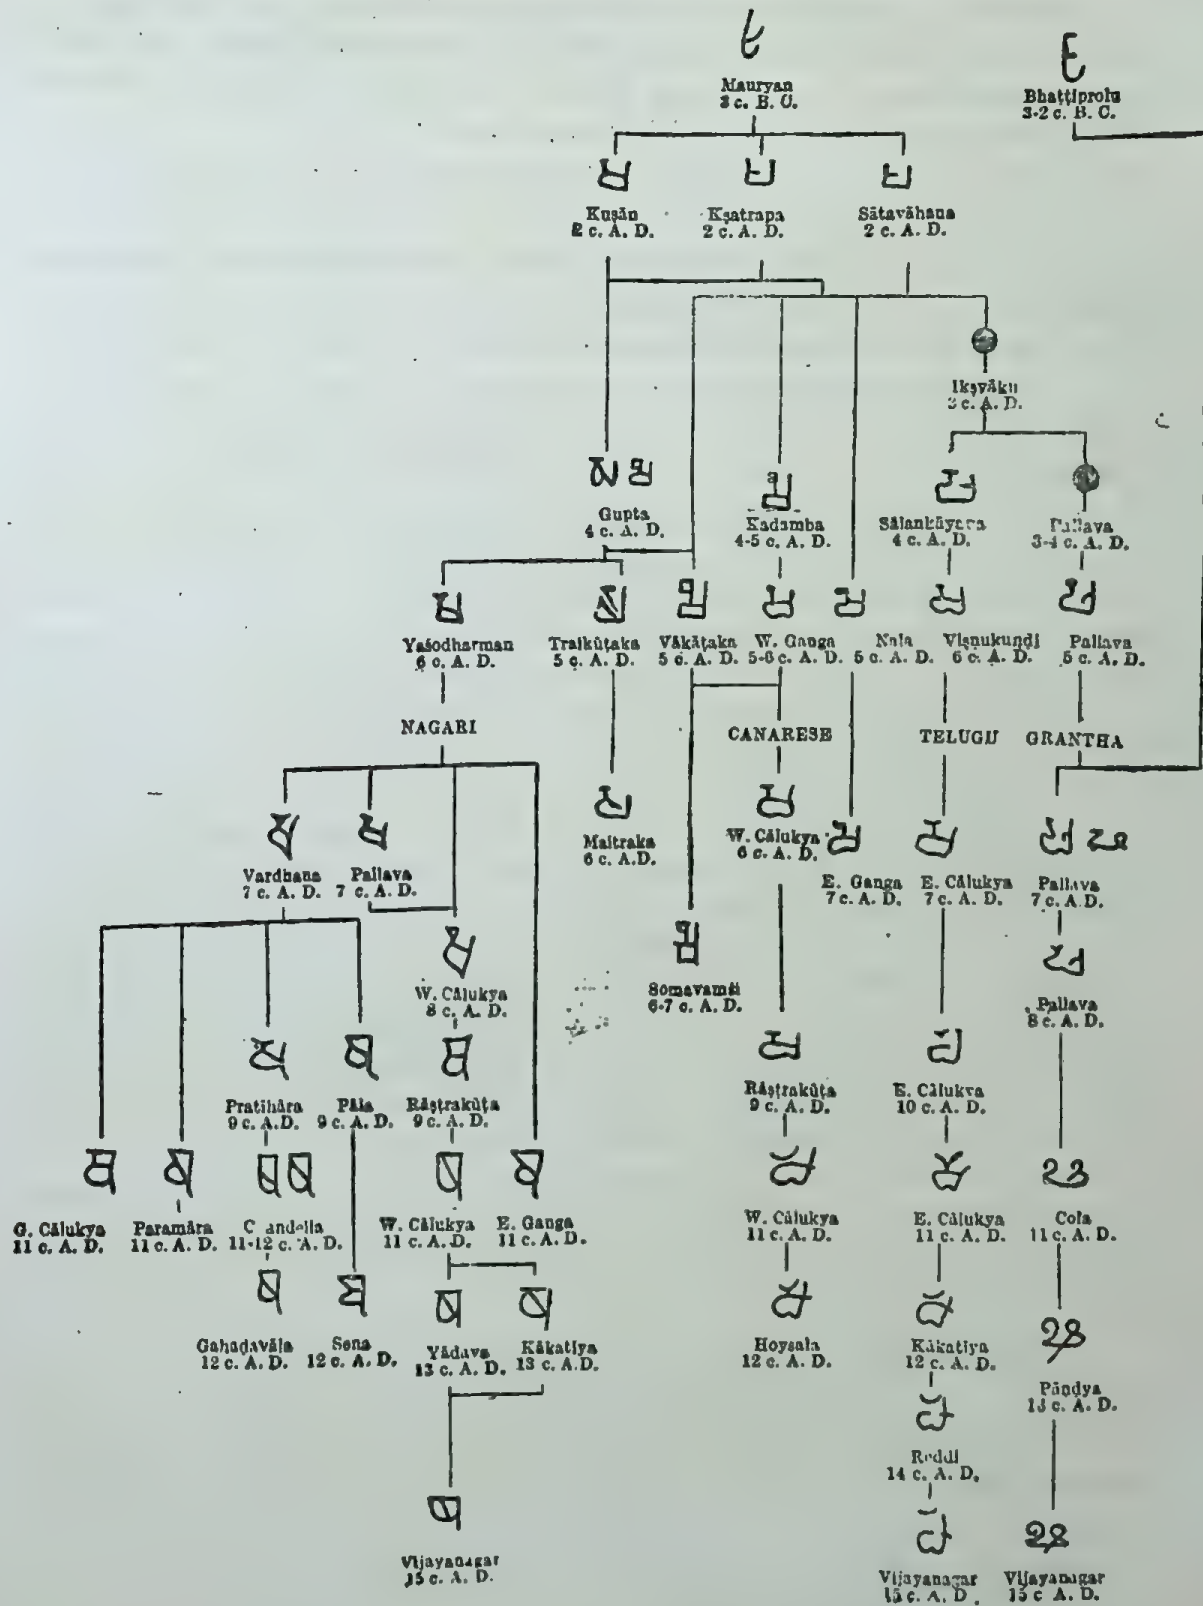 Mauryan
3 c. B. C.
Bhaṭṭiprolu
3-2 c. B. C.
Kuṣān
2 c. A. D.
Kṣatrapa
2 c. A. D.
Sātavāhana
2 c. A. D.
Ikṣvāku
3 c. A. D.
Gupta
4 c. A. D.
Kadamba
4-5 c. A. D.
4 c. A. D.
Pallava
3-4 c. A. D.
Yaśodharman
6 c. A. D.
Traikūṭaka
5 c. A. D.
Vākāṭaka
5 c. A. D.
W. Ganga
5-6 c. A. D.
Nala
5 c. A. D.
Viṣṇukuṇḍi
6 c. A. D.
Pallava
5 c. A. D.
NAGARI
CANARESE
TELUGU
GRANTHA
Vardhana
7 c. A. D.
Pallava
7 c. A. D.
Maitraka
6 c. A.D.
W. Cālukya
6 c. A. D.
E. Ganga
7 c. A. D.
E. Cālukya
7 c. A. D.
Pallava
7 c. A. D.
W. Cālukya
8 c. A. D.
Somavamśi
6-7 c. A. D.
Pallava
8 c. A. D.
Pratihāra
9 c. A. D.
Pāla
9 c. A. D.
Rāṣṭrakūṭa
9 c. A. D.
Rāṣṭrakūṭa
9 c. A. D.
E. Cālukya
10 c. A. D.
G. Cālukya
11 c. A. D.
Paramāra
11 c. A. D.
C andella
11-12 c. A. D.
W. Cālukya
11 c. A. D.
E. Ganga
11 c. A. D.
W. Cālukya
11 c. A. D.
E. Cālukya
11 c. A. D.
Cola
11 c. A. D.
Gahaḍavāla
12 c. A. D.
Sena
12 c. A. D.
Yādava
13 c. A. D.
Kākatīya
13 c. A.D.
Hoysala
12 c. A. D.
Kākatīya
12 c. A. D.
Pāṇḍya
13 c. A. D.
Reddi
14 c. A. D.
Vijayanagar
15 c. A. D.
Vijayanagar
15 c. A. D
Vijayanagar
15 c A. D.